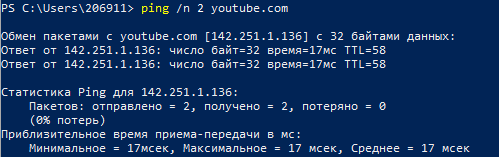 PS C:\Users\206911> ping /n 2 youtube.com
Обмен пакетами с youtube.com [142.251.1.136] с 32 байтами данных:
Ответ от 142.251.1.136: число байт=32 время=17мс TTL=58
Ответ от 142.251.1.136: число байт=32 время=17мс TTL=58
Статистика Ping для 142.251.1.136:
    Пакетов: отправлено = 2, получено = 2, потеряно = 0
    (0% потерь)
Приблизительное время приема-передачи в мс:
    Минимальное = 17мсек, Максимальное = 17 мсек, Среднее = 17 мсек